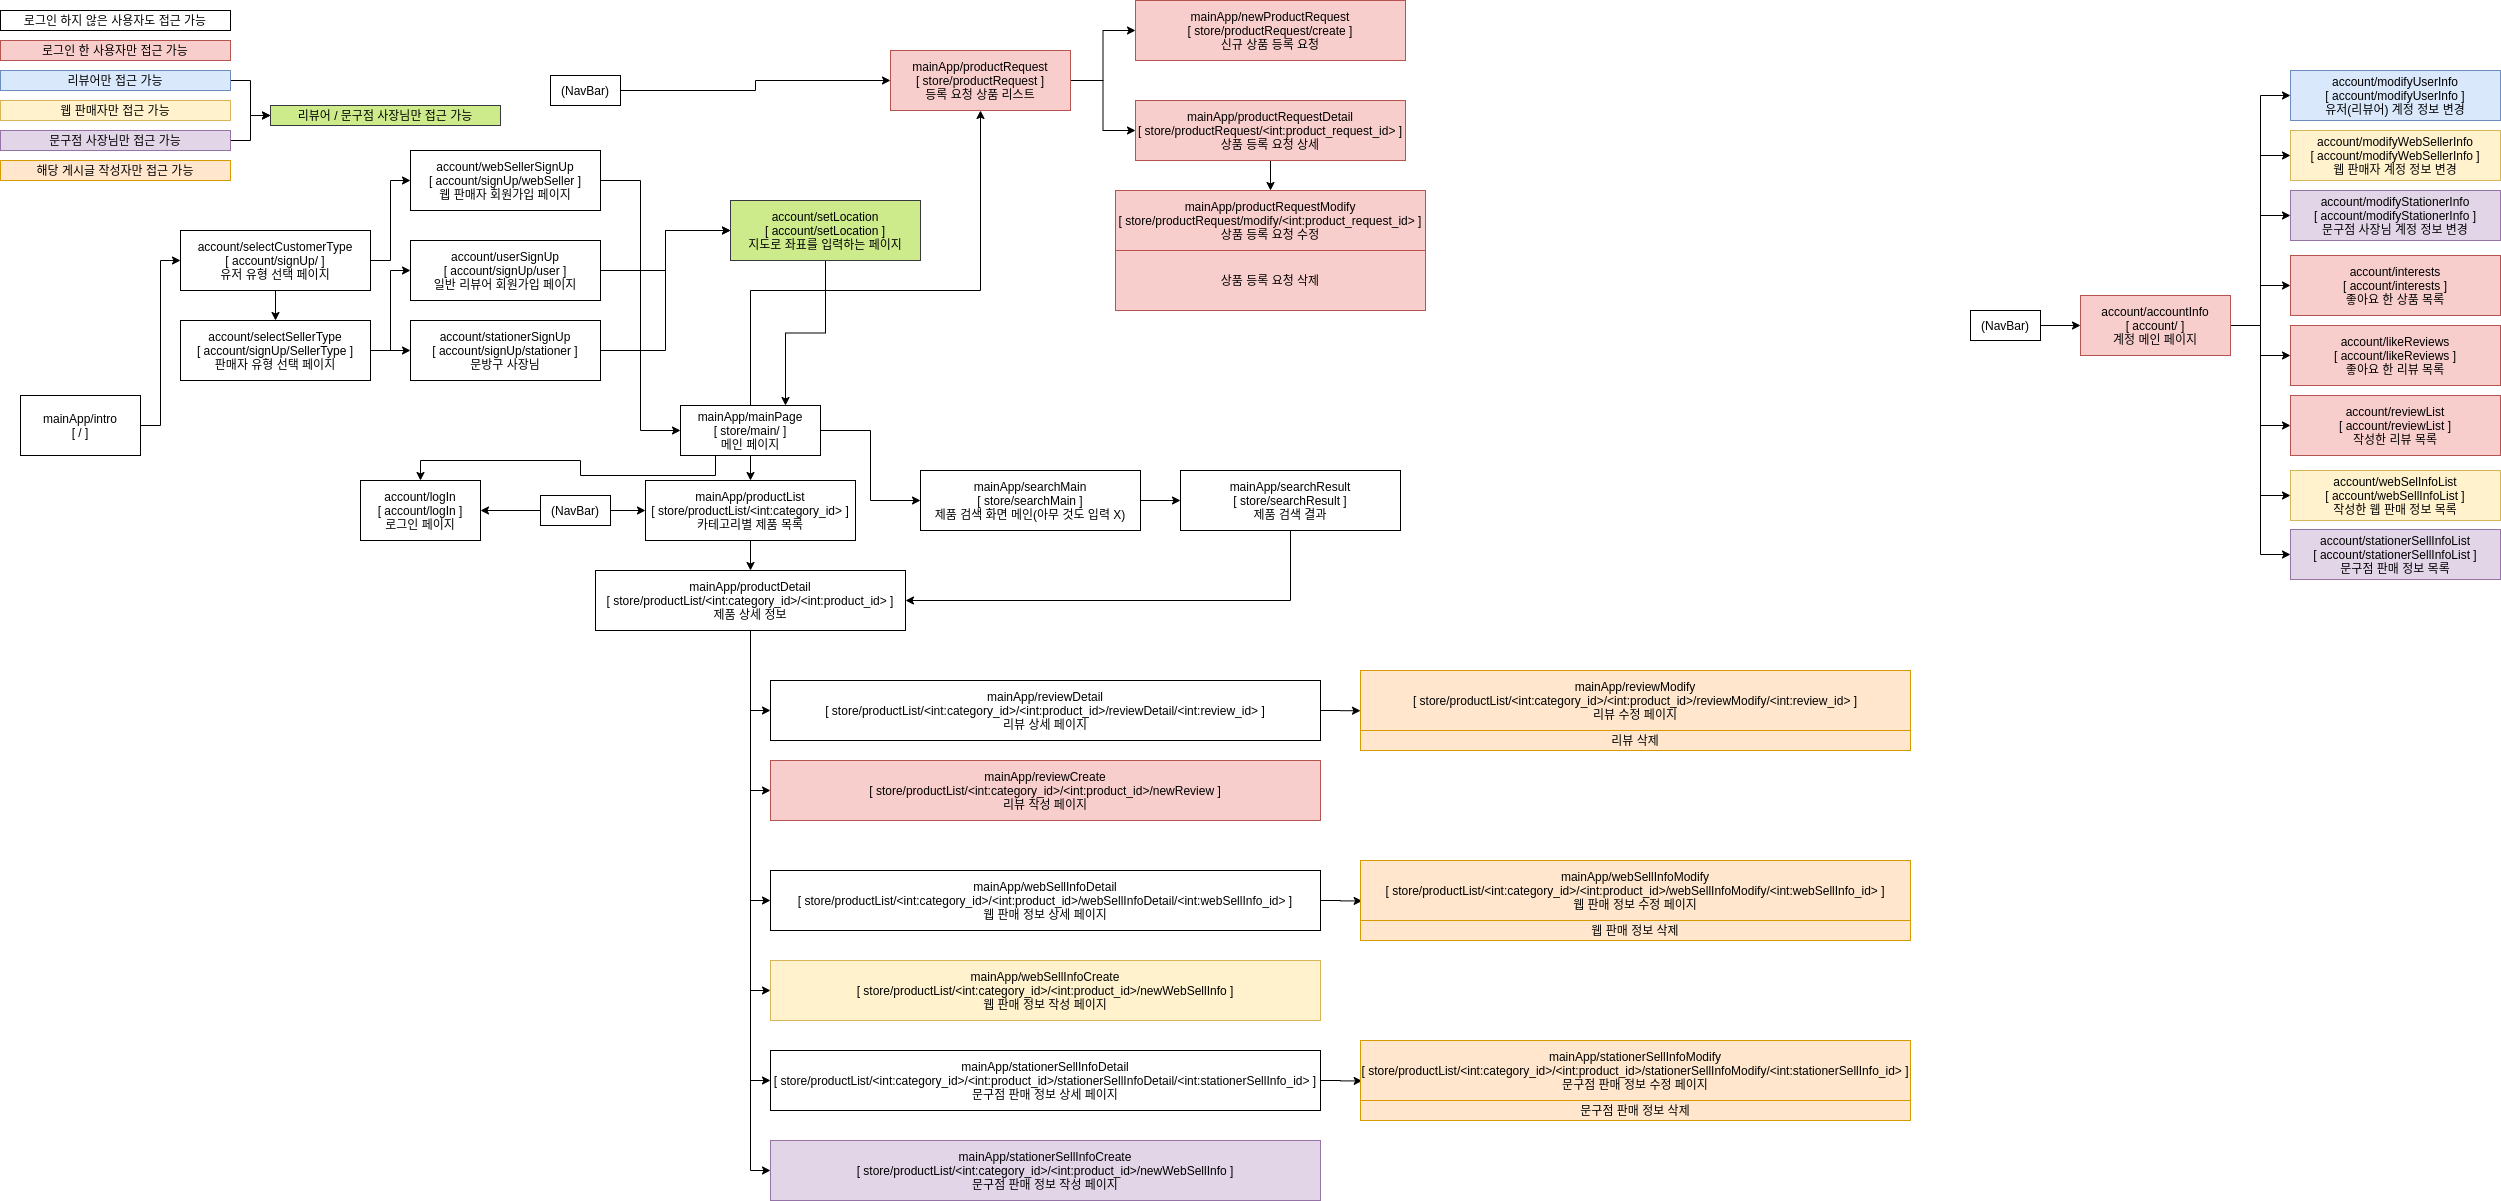 로그인 하지 않은 사용자도 접근 가능
로그인 한 사용자만 접근 가능
리뷰어만 접근 가능
웹 판매자만 접근 가능
문구점 사장님만 접근 가능
해당 게시글 작성자만 접근 가능
리뷰어 / 문구점 사장님만 접근 가능
mainApp/intro
[ / ]
account/selectCustomerType
[ account/signUp/ ]
유저 유형 선택 페이지
account/selectSellerType
[ account/signUp/SellerType ]
판매자 유형 선택 페이지
account/webSellerSignUp
[ account/signUp/webSeller ]
웹 판매자 회원가입 페이지
account/userSignUp
[ account/signUp/user ]
일반 리뷰어 회원가입 페이지
account/stationerSignUp
[ account/signUp/stationer ]
문방구 사장님
account/setLocation
[ account/setLocation ]
지도로 좌표를 입력하는 페이지
(NavBar)
mainApp/productRequest
[ store/productRequest ]
등록 요청 상품 리스트
mainApp/newProductRequest
[ store/productRequest/create ]
신규 상품 등록 요청
mainApp/productRequestDetail
[ store/productRequest/<int:product_request_id> ]
상품 등록 요청 상세
mainApp/productRequestModify
[ store/productRequest/modify/<int:product_request_id> ]
상품 등록 요청 수정
상품 등록 요청 삭제
mainApp/mainPage
[ store/main/ ]
메인 페이지
account/logIn
[ account/logIn ]
로그인 페이지
(NavBar)
mainApp/productList
[ store/productList/<int:category_id> ]
카테고리별 제품 목록
mainApp/searchMain
[ store/searchMain ]
제품 검색 화면 메인(아무 것도 입력 X)
mainApp/searchResult
[ store/searchResult ]
제품 검색 결과
mainApp/productDetail
[ store/productList/<int:category_id>/<int:product_id> ]
제품 상세 정보
mainApp/reviewDetail
[ store/productList/<int:category_id>/<int:product_id>/reviewDetail/<int:review_id> ]
리뷰 상세 페이지
mainApp/reviewModify
[ store/productList/<int:category_id>/<int:product_id>/reviewModify/<int:review_id> ]
리뷰 수정 페이지
리뷰 삭제
mainApp/reviewCreate
[ store/productList/<int:category_id>/<int:product_id>/newReview ]
리뷰 작성 페이지
mainApp/webSellInfoDetail
[ store/productList/<int:category_id>/<int:product_id>/webSellInfoDetail/<int:webSellInfo_id> ]
웹 판매 정보 상세 페이지
mainApp/webSellInfoModify
[ store/productList/<int:category_id>/<int:product_id>/webSellInfoModify/<int:webSellInfo_id> ]
웹 판매 정보 수정 페이지
웹 판매 정보 삭제
mainApp/webSellInfoCreate
[ store/productList/<int:category_id>/<int:product_id>/newWebSellInfo ]
웹 판매 정보 작성 페이지
mainApp/stationerSellInfoDetail
[ store/productList/<int:category_id>/<int:product_id>/stationerSellInfoDetail/<int:stationerSellInfo_id> ]
문구점 판매 정보 상세 페이지
mainApp/stationerSellInfoModify
[ store/productList/<int:category_id>/<int:product_id>/stationerSellInfoModify/<int:stationerSellInfo_id> ]
문구점 판매 정보 수정 페이지
문구점 판매 정보 삭제
mainApp/stationerSellInfoCreate
[ store/productList/<int:category_id>/<int:product_id>/newWebSellInfo ]
문구점 판매 정보 작성 페이지
(NavBar)
account/accountInfo
[ account/ ]
계정 메인 페이지
account/modifyUserInfo
[ account/modifyUserInfo ]
유저(리뷰어) 계정 정보 변경
account/modifyWebSellerInfo
[ account/modifyWebSellerInfo ]
웹 판매자 계정 정보 변경
account/modifyStationerInfo
[ account/modifyStationerInfo ]
문구점 사장님 계정 정보 변경
account/interests
[ account/interests ]
좋아요 한 상품 목록
account/likeReviews
[ account/likeReviews ]
좋아요 한 리뷰 목록
account/reviewList
[ account/reviewList ]
작성한 리뷰 목록
account/webSellInfoList
[ account/webSellInfoList ]
작성한 웹 판매 정보 목록
account/stationerSellInfoList
[ account/stationerSellInfoList ]
문구점 판매 정보 목록